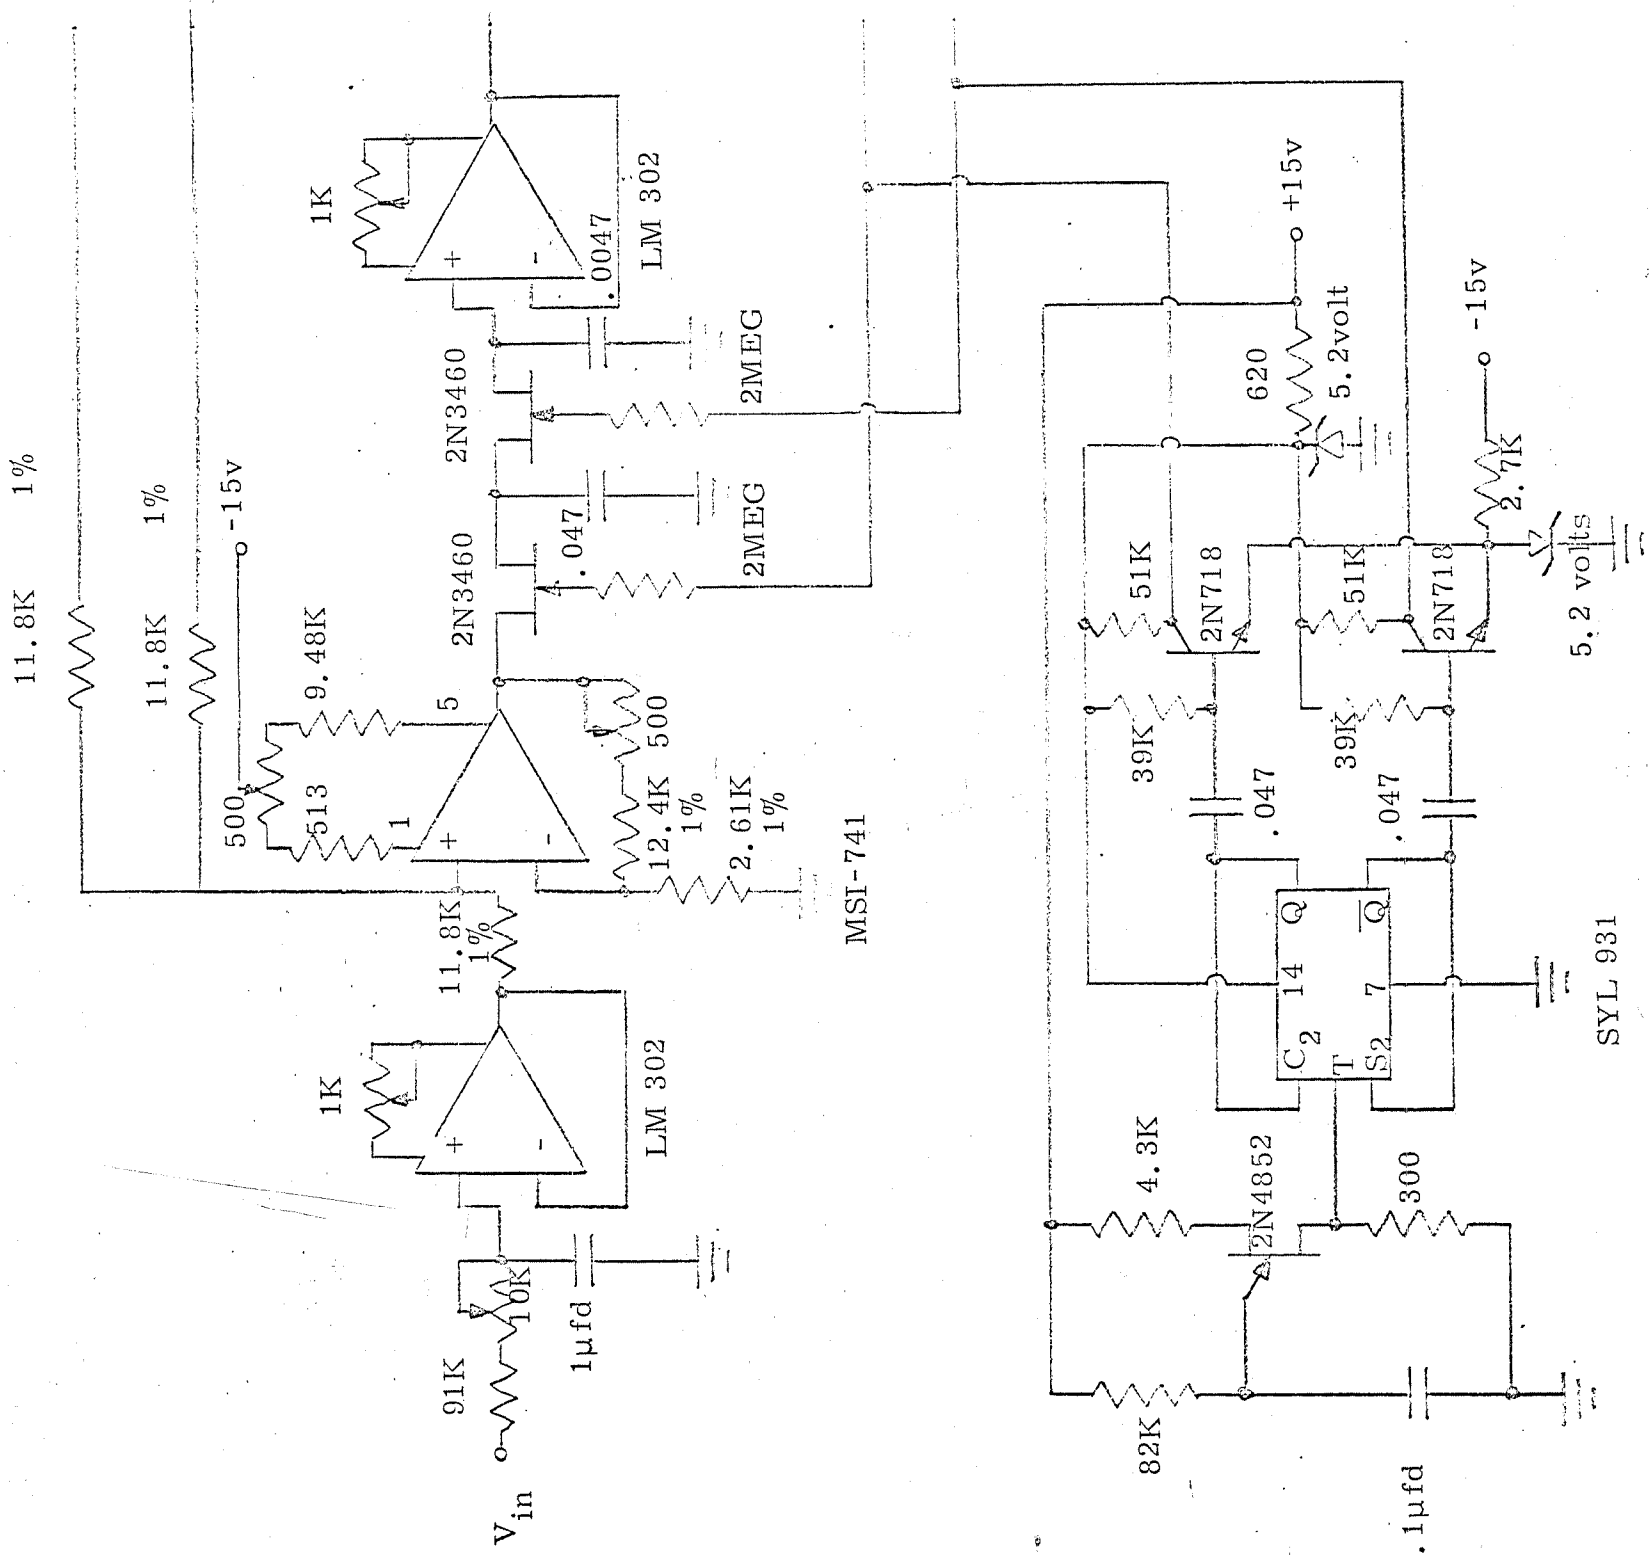 11.8K 1%
11.8K 1%
-15v
500
513
9.48K
1
5
+
-
12.4K
1%
500
2.61K
1%
MSI-741
V in
91K
10K
1μfd
1K
+
-
LM 302
11.8K
1%
2N3460
.047
2MEG
2N3460
2MEG
1K
+
-
.0047
LM 302
82K
.1μfd
4.3K
2N4852
300
C2
T
S2
14
7
Q
Q
SYL 931
.047
.047
39K
39K
51K
2N718
51K
2N718
620
+15v
5.2volt
2.7K
-15v
5.2 volts